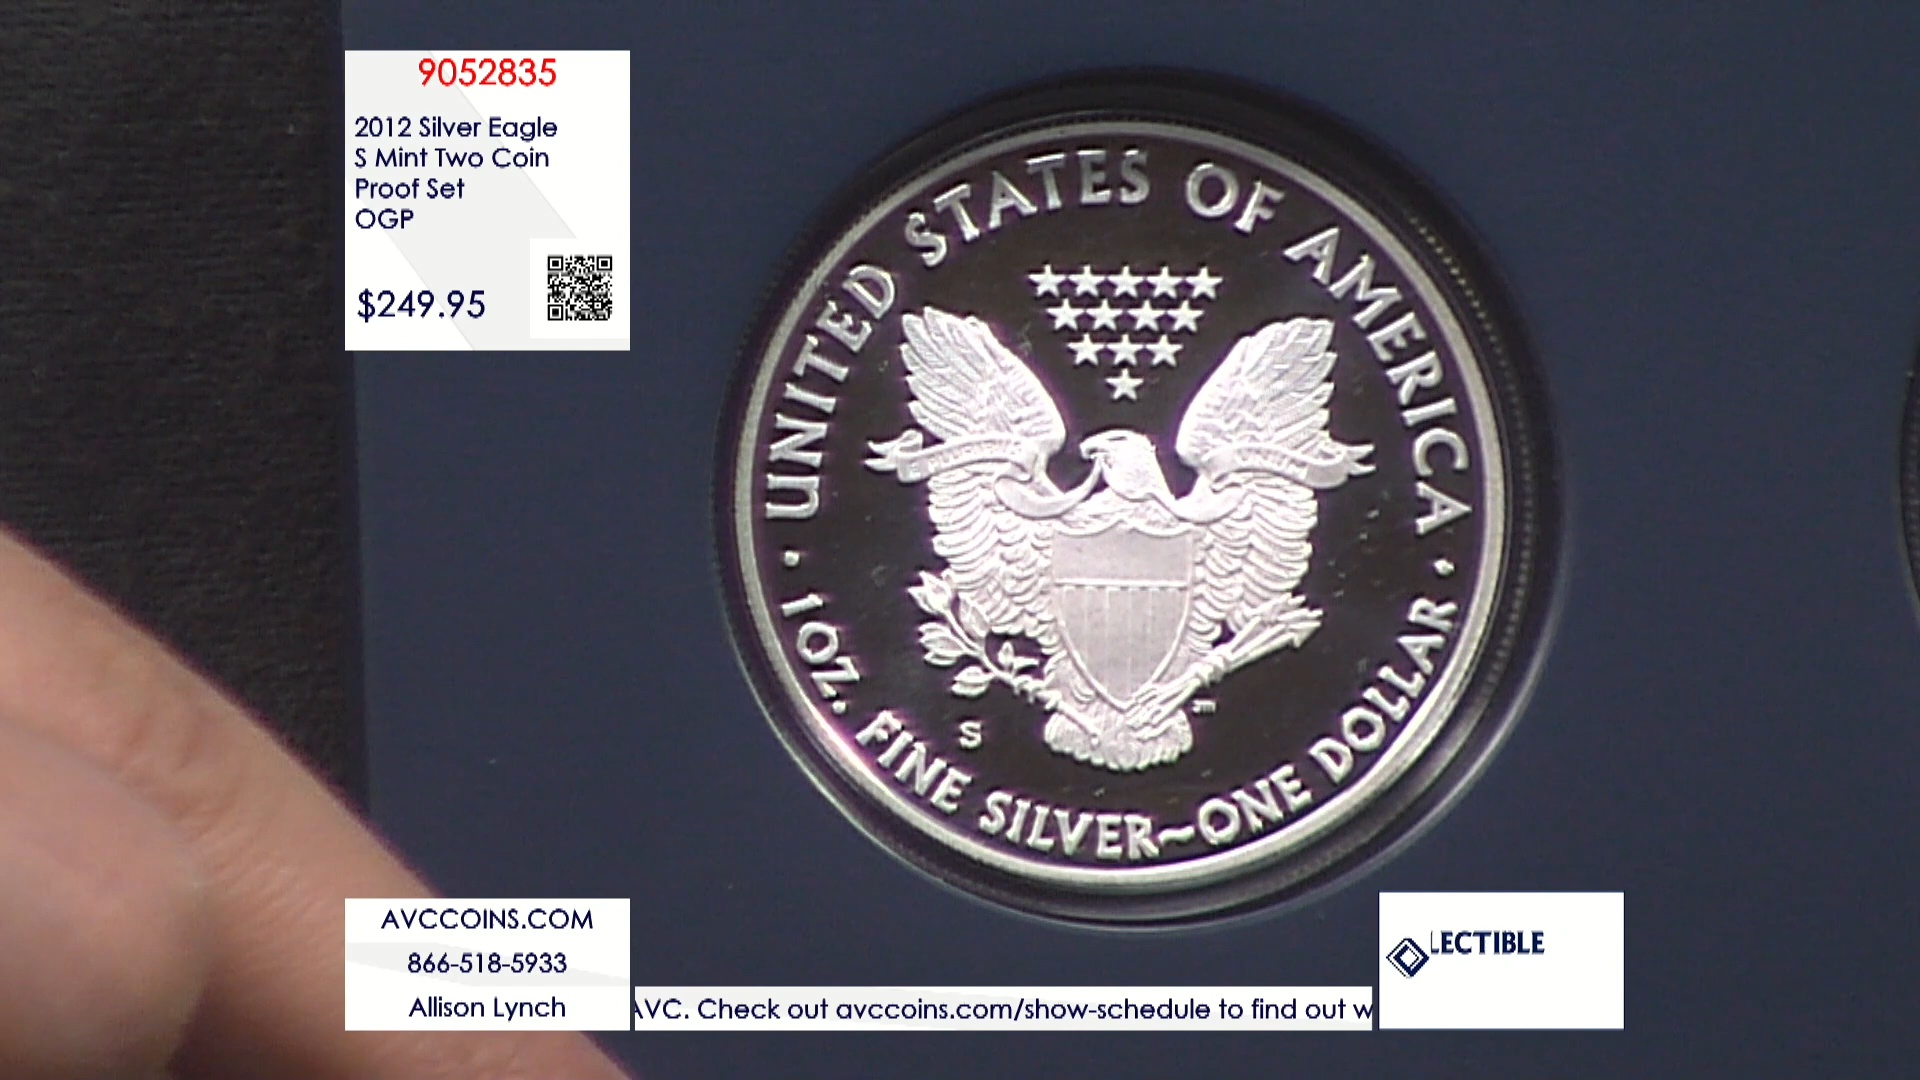 9052835
2012 Silver Eagle
S Mint Two Coin
Proof Set
OGP
$249.95
UNITED STATES OF AMERICA
S
1 OZ. FINE SILVER~ONE DOLLAR
AVCCOINS.COM
866-518-5933
Allison Lynch
AVC. Check out avccoins.com/show-schedule to find out w
LECTIBLE